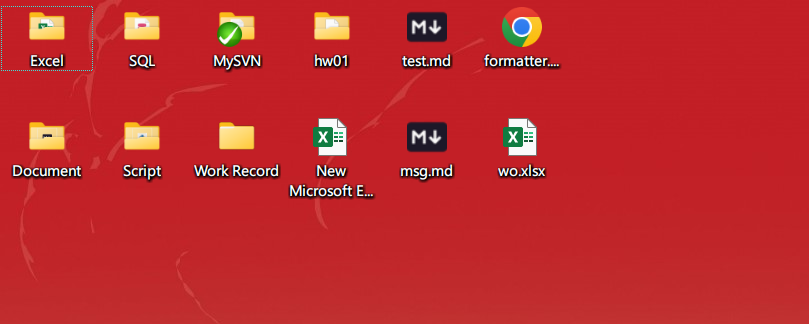 Excel
SQL
MySVN
hw01
test.md
formatter....
Document
Script
Work Record
New
Microsoft E...
msg.md
wo.xlsx